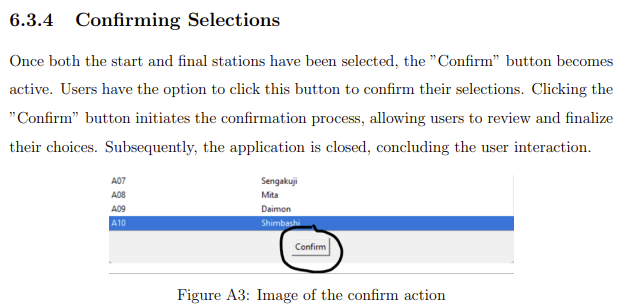 6.3.4 Confirming Selections
Once both the start and final stations have been selected, the ”Confirm” button becomes
active. Users have the option to click this button to confirm their selections. Clicking the
”Confirm” button initiates the confirmation process, allowing users to review and finalize
their choices. Subsequently, the application is closed, concluding the user interaction.
A07 Sengakuji
A08 Mita
A09 Daimon
A10 Shimbashi
Confirm
Figure A3: Image of the confirm action